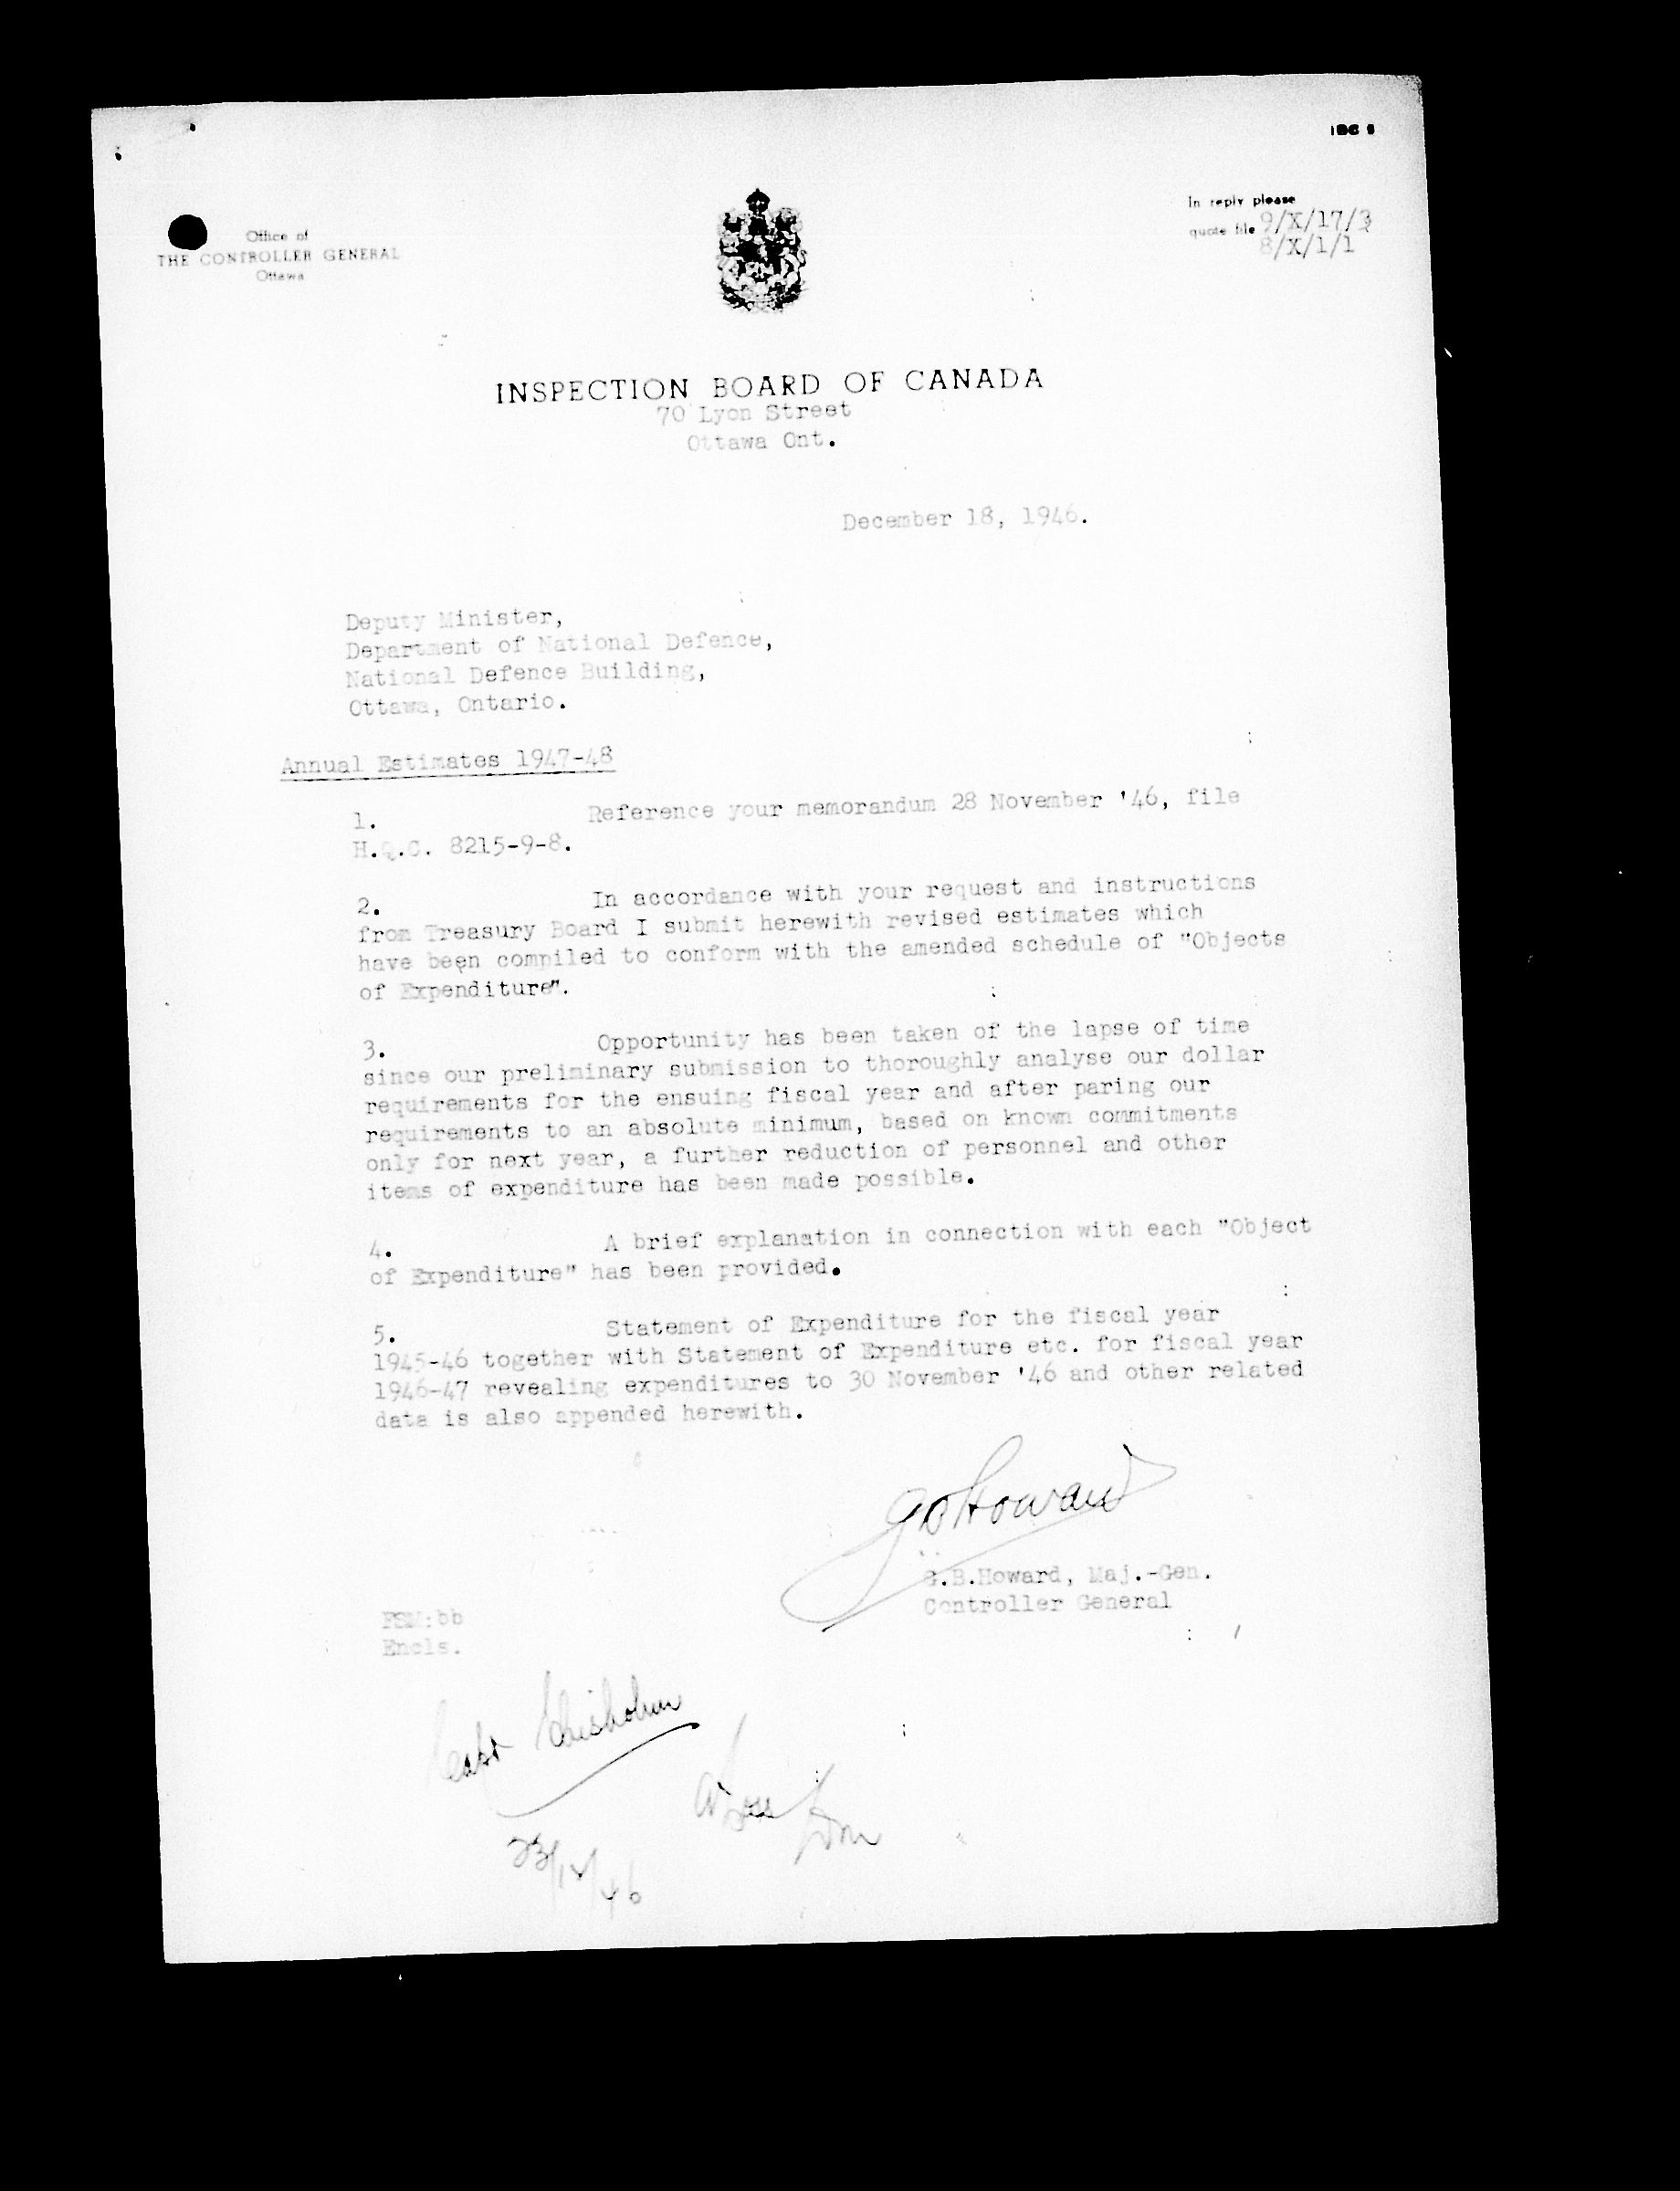 IBC 1
In reply please
quote file 9/X/17/3
8/X/1/1
Office of
THE CONTROLLER GENERAL
Ottawa
INSPECTION BOARD OF CANADA
70 Lyon Street
Ottawa Ont.
December 18, 1946.
Deputy Minister,
Department of National Defence,
National Defence Building,
Ottawa, Ontario.
Annual Estimates 1947-48
1. Reference your memorandum 28 November '46, file
H.Q.C. 8215-9-8.
2. In accordance with your request and instructions
from Treasury Board I submit herewith revised estimates which
have been compiled to conform with the amended schedule of "Objects
of Expenditure".
3. Opportunity has been taken of the lapse of time
since our preliminary submission to thoroughly analyse our dollar
requirements for the ensuing fiscal year and after paring our
requirements to an absolute minimum, based on known commitments
only for next year, a further reduction of personnel and other
items of expenditure has been made possible.
4. A brief explanation in connection with each "Object
of Expenditure" has been provided.
5. Statement of Expenditure for the fiscal year
1945-46 together with Statement of Expenditure etc. for fiscal year
1946-47 revealing expenditures to 30 November '46 and other related
data is also appended herewith.
GBHoward
G.B.Howard, Maj.-Gen.
Controller General
FSM:bb
Encls.
Capt Chisholm
23/12/46